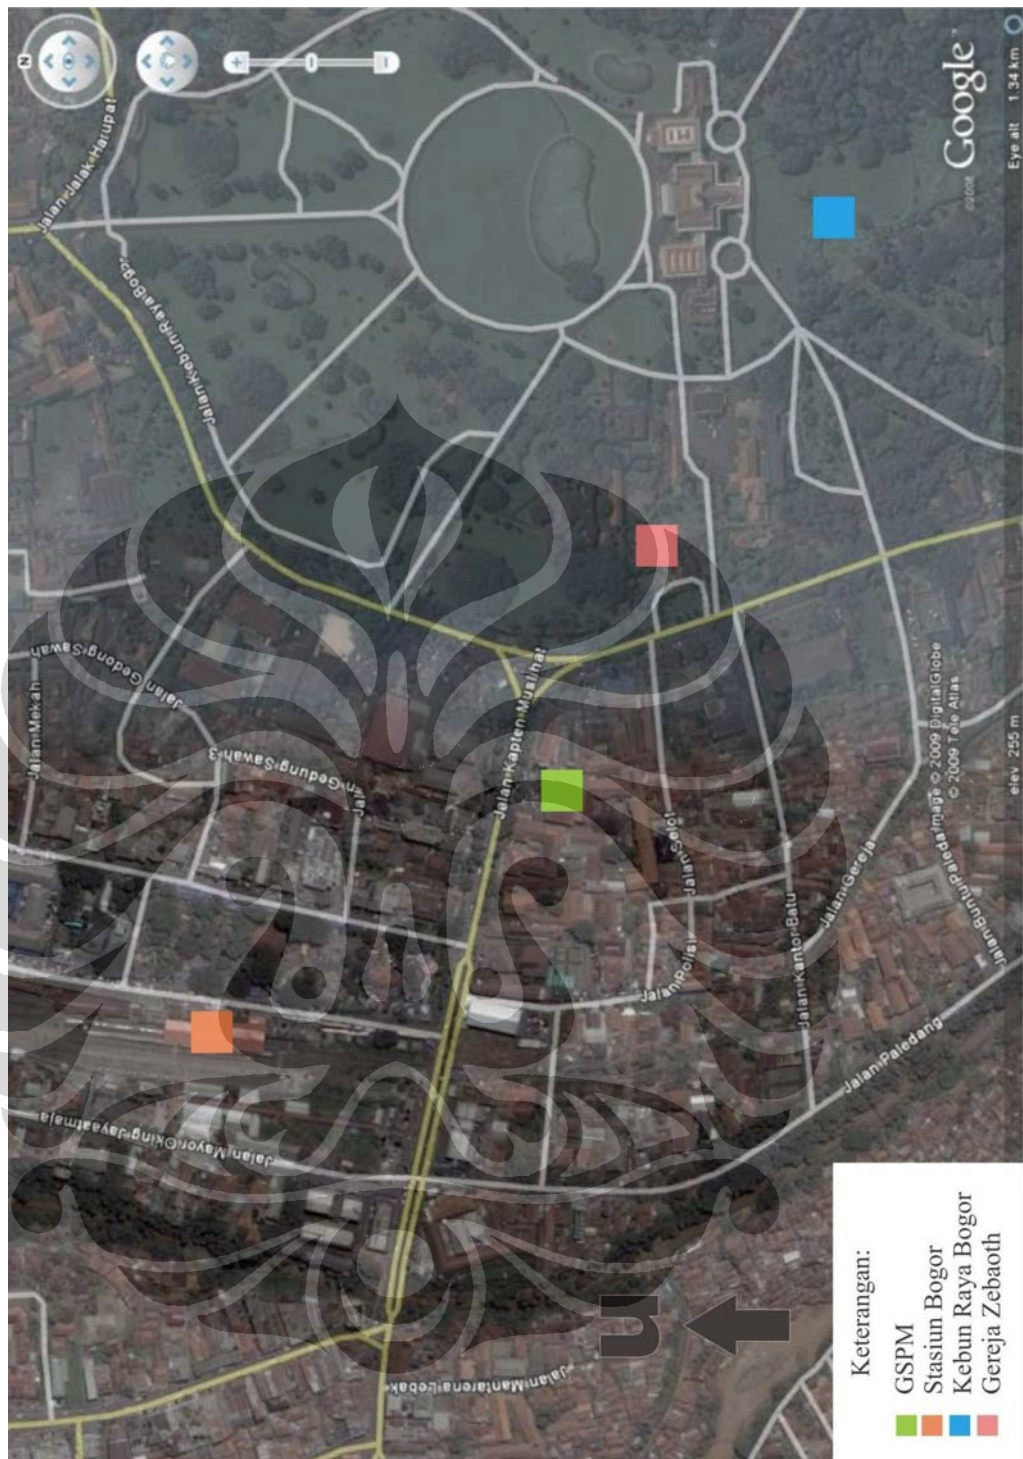 N
Jalan Jalak Harupat
Jalan Kebun Raya Bogor
Jalan Mekah
Jalan Gedong Sawah
Jalan Gedung Sawah 3
Jalan Kapten Muslihat
Jalan Selot
Jalan Polisi
Jalan Kantor Batu
Jalan Gereja
Jalan Buntu Paledang
Jalan Paledang
Jalan Mayor Oking Jayaatmaja
Jalan Mantarena Lebak
Image © 2009 DigitalGlobe
© 2009 Tele Atlas
Google
elev 255 m
Eye alt 1.34 km
u
Keterangan:
GSPM
Stasiun Bogor
Kebun Raya Bogor
Gereja Zebaoth